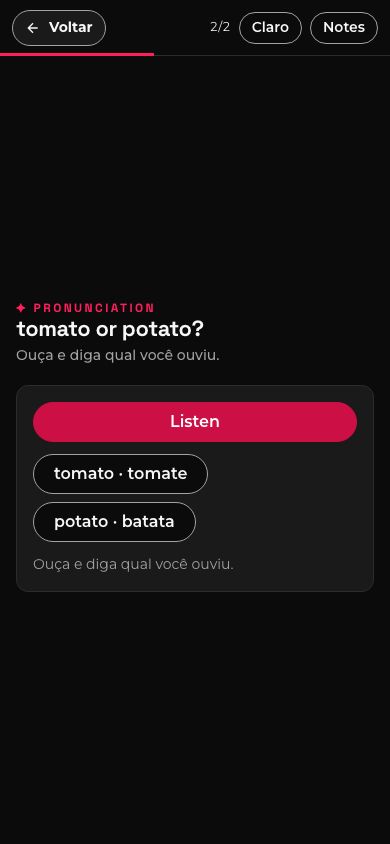 ← Voltar 2/2 Claro Notes
✦ PRONUNCIATION
tomato or potato?
Ouça e diga qual você ouviu.
Listen
tomato · tomate
potato · batata
Ouça e diga qual você ouviu.